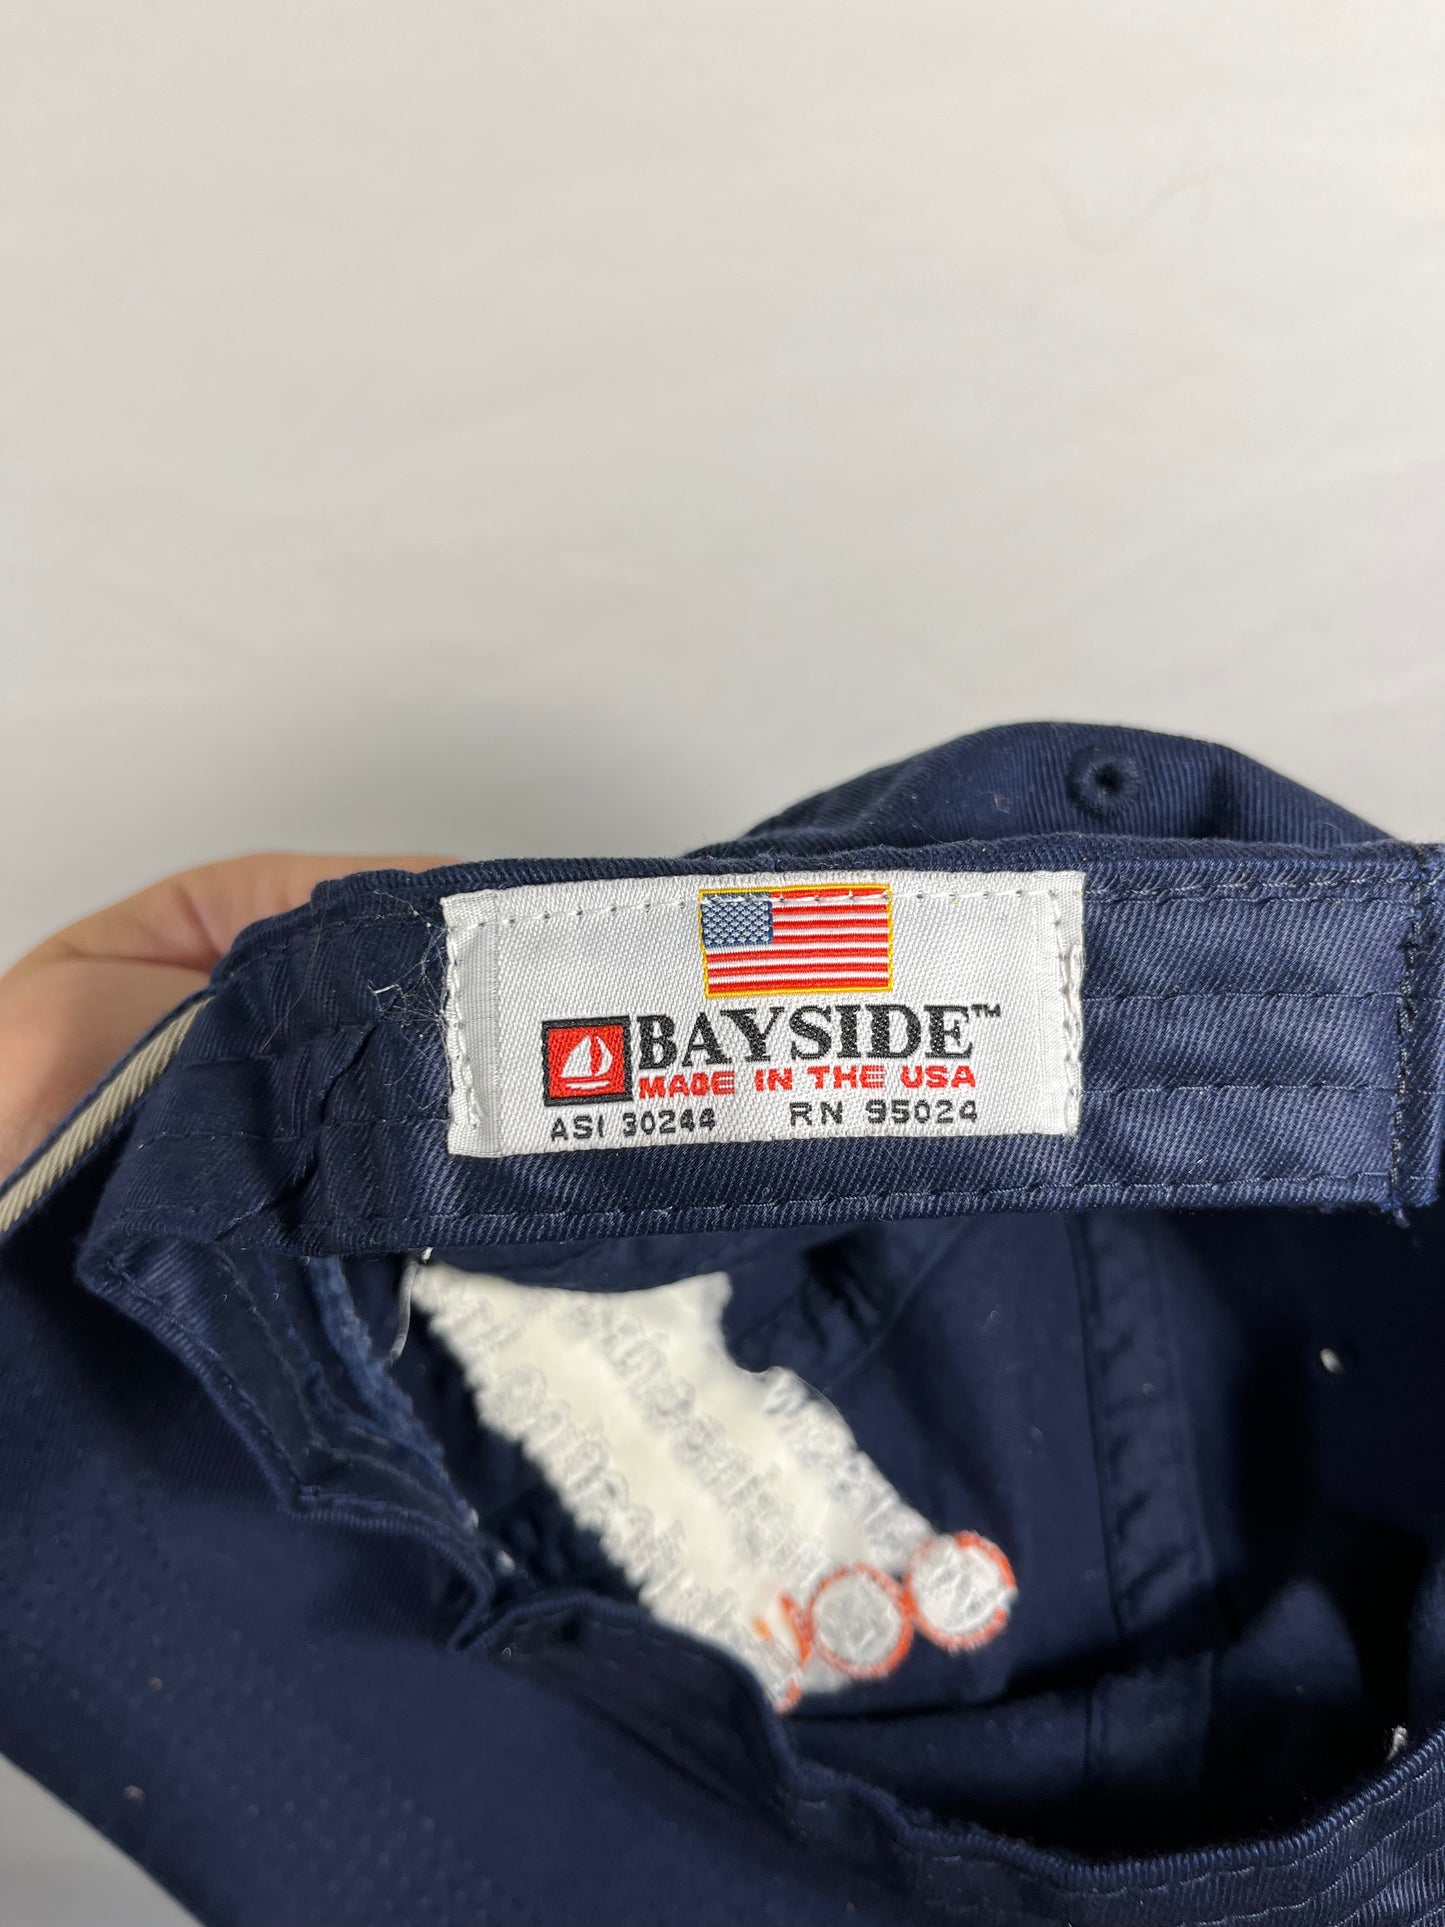 BAYSIDE™
MADE IN THE USA
ASI 30244 RN 95024